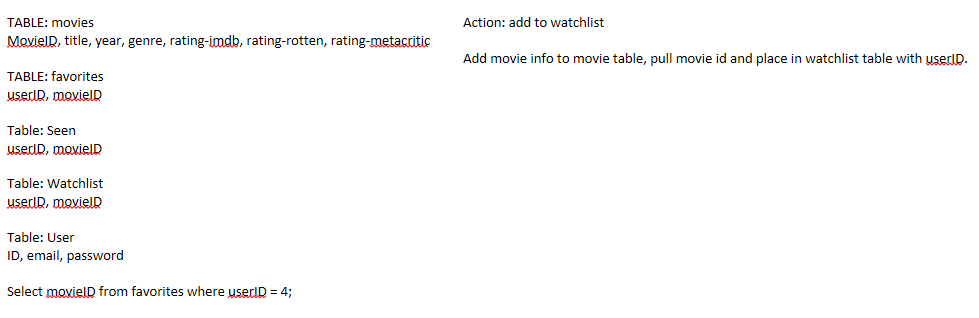 TABLE: movies
MovieID, title, year, genre, rating-imdb, rating-rotten, rating-metacritic
TABLE: favorites
userID, movieID
Table: Seen
userID, movieID
Table: Watchlist
userID, movieID
Table: User
ID, email, password
Select movieID from favorites where userID = 4;
Action: add to watchlist
Add movie info to movie table, pull movie id and place in watchlist table with userID.